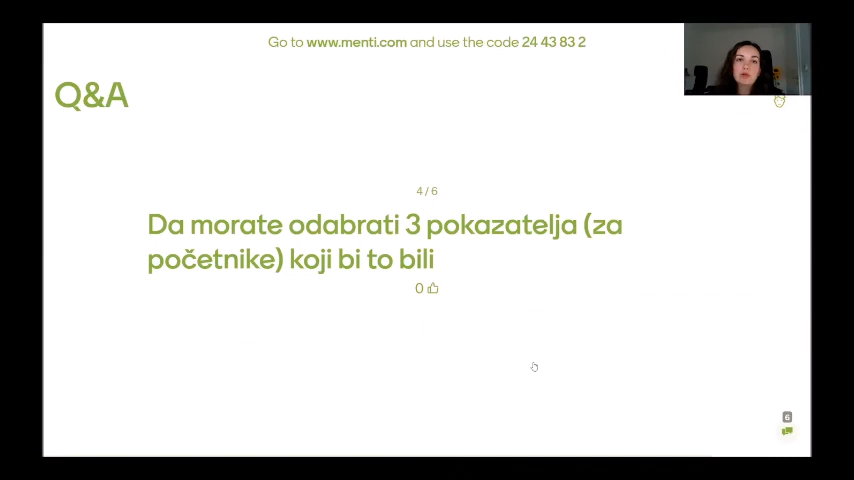 Go to www.menti.com and use the code 24 43 83 2
Q&A
4 / 6
Da morate odabrati 3 pokazatelja (za
početnike) koji bi to bili
0
6